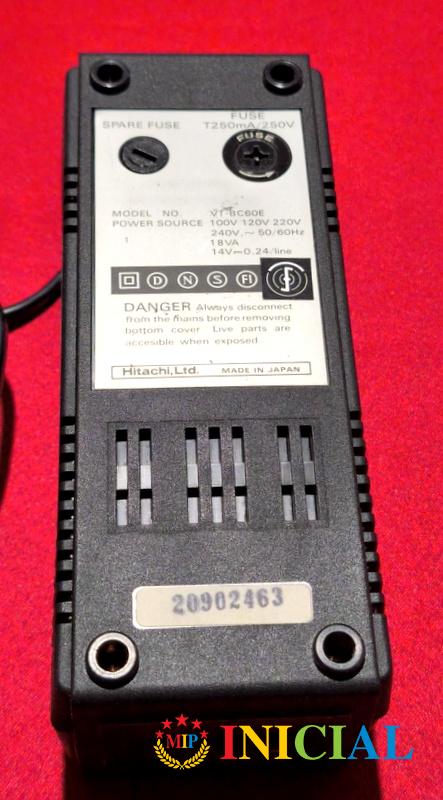 SPARE FUSE
FUSE
T250mA/250V
FUSE
MODEL NO. VT-BC60E
POWER SOURCE 100V 120V 220V
240V, ~ 50/60Hz
18VA
1
14V⎓0.24/line
D N S FI
DANGER Always disconnect
from the mains before removing
bottom cover Live parts are
accesible when exposed
Hitachi,Ltd. MADE IN JAPAN
20902463
MIP INICIAL